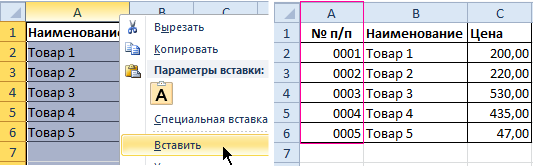 A B C
1 Наименование
2 Товар 1
3 Товар 2
4 Товар 3
5 Товар 4
6 Товар 5
7
Вырезать
Копировать
Параметры вставки:
A
Специальная вставка
Вставить
A B C
1 № п/п Наименование Цена
2 0001 Товар 1 200,00
3 0002 Товар 2 220,00
4 0003 Товар 3 530,00
5 0004 Товар 4 435,00
6 0005 Товар 5 47,00
7